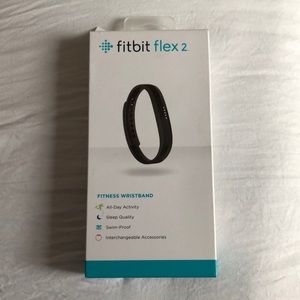 fitbit flex 2
FITNESS WRISTBAND
All-Day Activity
Sleep Quality
Swim-Proof
Interchangeable Accessories